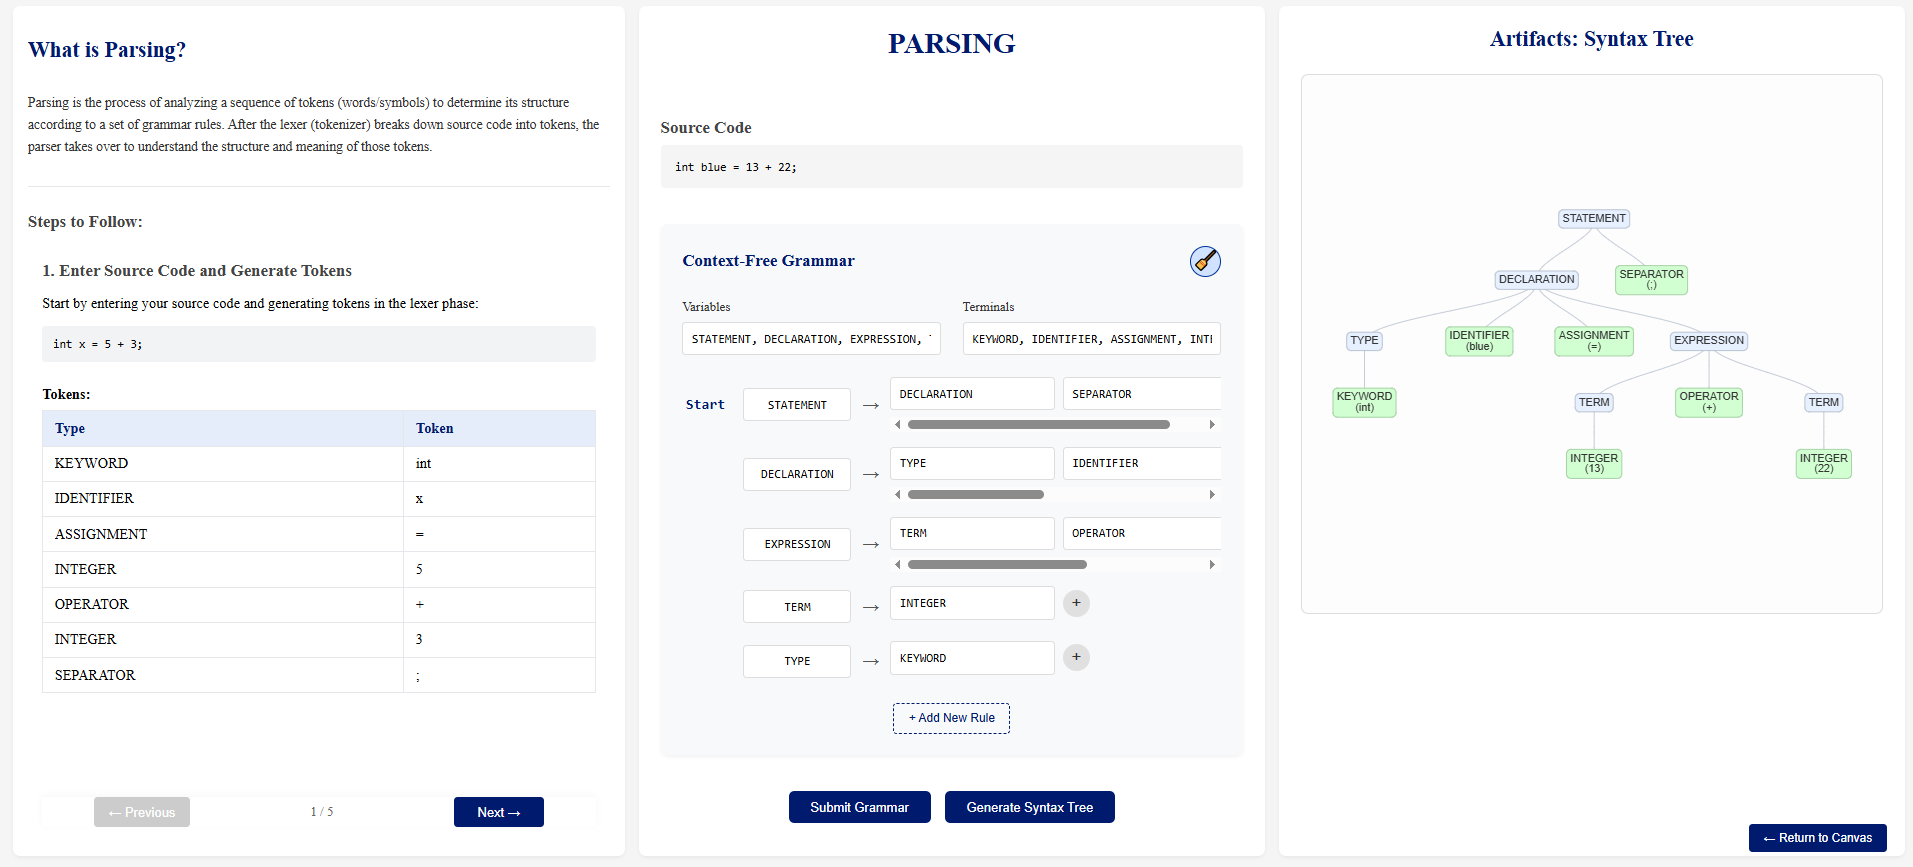 What is Parsing?
Parsing is the process of analyzing a sequence of tokens (words/symbols) to determine its structure
according to a set of grammar rules. After the lexer (tokenizer) breaks down source code into tokens, the
parser takes over to understand the structure and meaning of those tokens.
Steps to Follow:
1. Enter Source Code and Generate Tokens
Start by entering your source code and generating tokens in the lexer phase:
int x = 5 + 3;
Tokens:
Type Token
KEYWORD int
IDENTIFIER x
ASSIGNMENT =
INTEGER 5
OPERATOR +
INTEGER 3
SEPARATOR ;
← Previous 1 / 5 Next →
PARSING
Source Code
int blue = 13 + 22;
Context-Free Grammar
Variables Terminals
STATEMENT, DECLARATION, EXPRESSION, KEYWORD, IDENTIFIER, ASSIGNMENT, INTE
Start STATEMENT → DECLARATION SEPARATOR
DECLARATION → TYPE IDENTIFIER
EXPRESSION → TERM OPERATOR
TERM → INTEGER +
TYPE → KEYWORD +
+ Add New Rule
Submit Grammar Generate Syntax Tree
Artifacts: Syntax Tree
STATEMENT
DECLARATION SEPARATOR
(;)
TYPE IDENTIFIER ASSIGNMENT EXPRESSION
(blue) (=)
KEYWORD TERM OPERATOR TERM
(int) (+)
INTEGER INTEGER
(13) (22)
← Return to Canvas